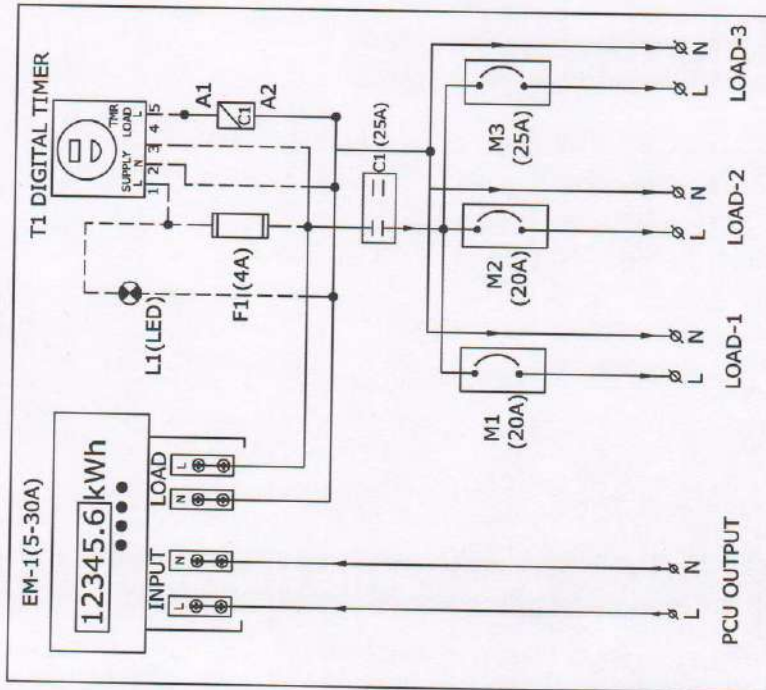 EM-1(5-30A)
12345.6 kWh
INPUT
LOAD
L
N
N
L
L1(LED)
F1 (4A)
T1 DIGITAL TIMER
TMR
SUPPLY
LOAD
L
N
L
1
2
3
4
5
A1
C1
A2
C1 (25A)
M1
(20A)
M2
(20A)
M3
(25A)
L
N
L
N
L
N
L
N
PCU OUTPUT
LOAD-1
LOAD-2
LOAD-3